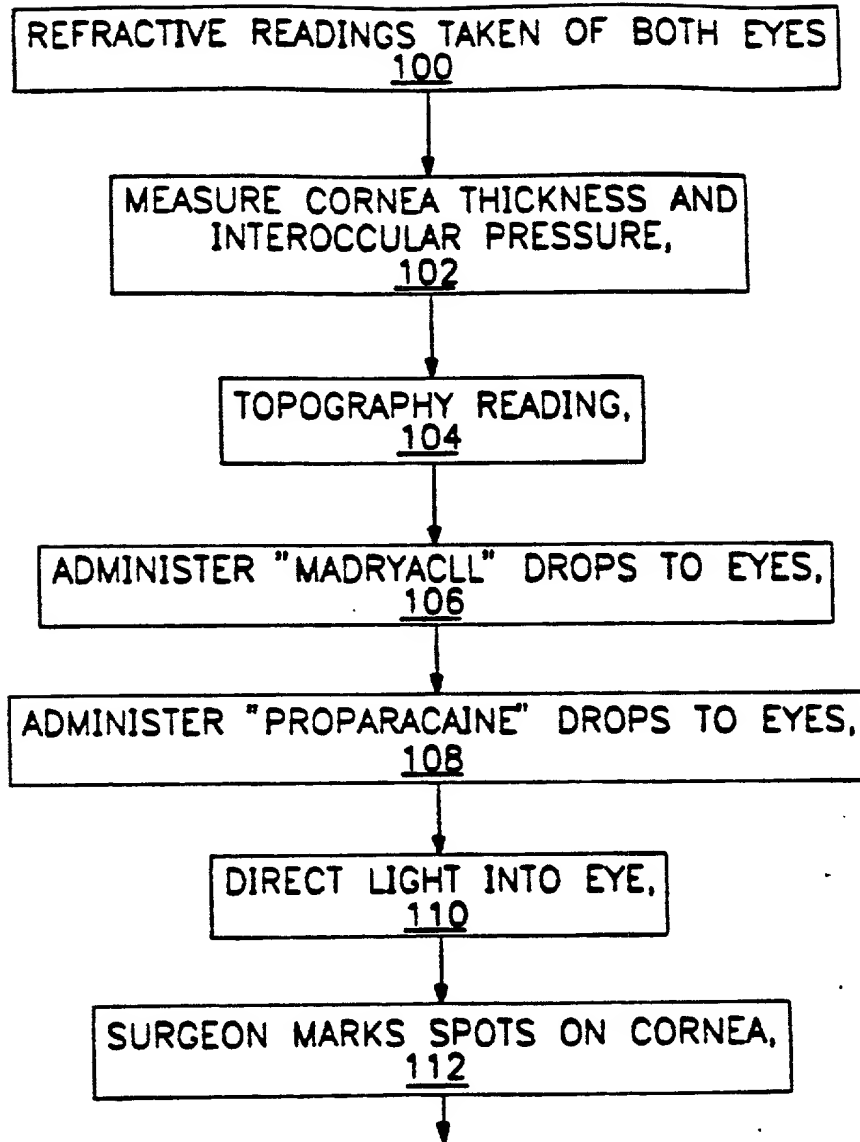 REFRACTIVE READINGS TAKEN OF BOTH EYES
100
MEASURE CORNEA THICKNESS AND
INTEROCCULAR PRESSURE,
102
TOPOGRAPHY READING,
104
ADMINISTER "MADRYACLL" DROPS TO EYES,
106
ADMINISTER "PROPARACAINE" DROPS TO EYES,
108
DIRECT LIGHT INTO EYE,
110
SURGEON MARKS SPOTS ON CORNEA,
112